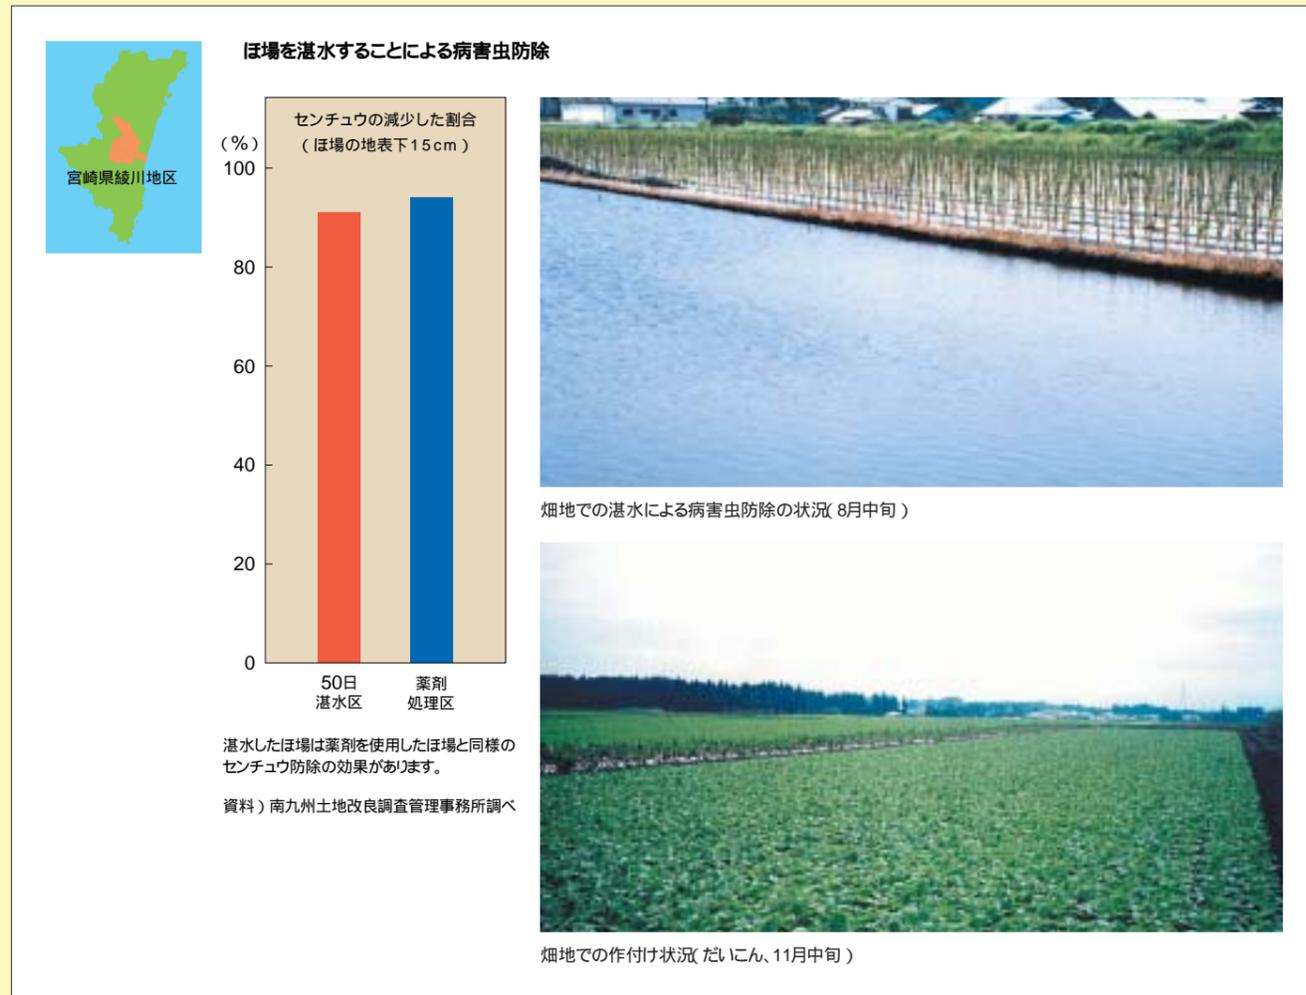 ほ場を湛水することによる病害虫防除
宮崎県綾川地区
センチュウの減少した割合
（ほ場の地表下15cm）
（%）
100
80
60
40
20
0
50日
湛水区
薬剤
処理区
湛水したほ場は薬剤を使用したほ場と同様の
センチュウ防除の効果があります。
資料）南九州土地改良調査管理事務所調べ
畑地での湛水による病害虫防除の状況（8月中旬）
畑地での作付け状況（だいこん、11月中旬）